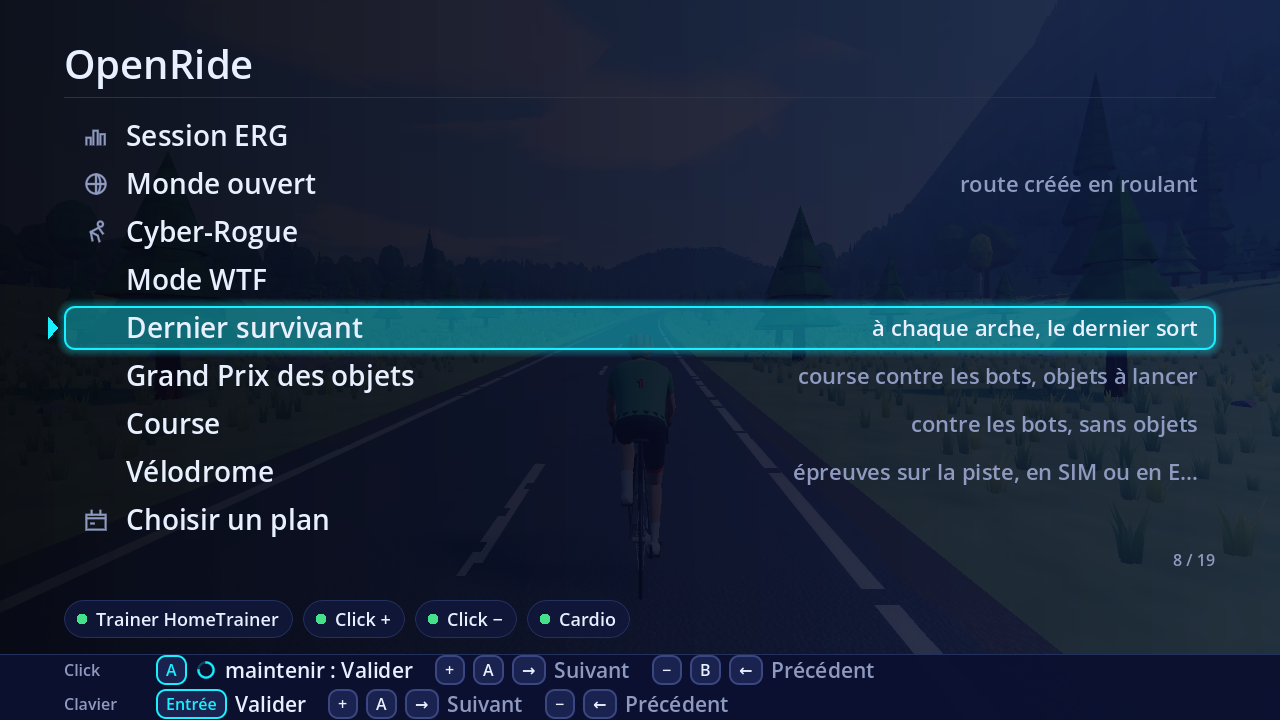 OpenRide
Session ERG
Monde ouvert route créée en roulant
Cyber-Rogue
Mode WTF
Dernier survivant à chaque arche, le dernier sort
Grand Prix des objets course contre les bots, objets à lancer
Course contre les bots, sans objets
Vélodrome épreuves sur la piste, en SIM ou en E...
Choisir un plan
8 / 19
Trainer HomeTrainer Click + Click − Cardio
Click A maintenir : Valider + A → Suivant − B ← Précédent
Clavier Entrée Valider + A → Suivant − ← Précédent